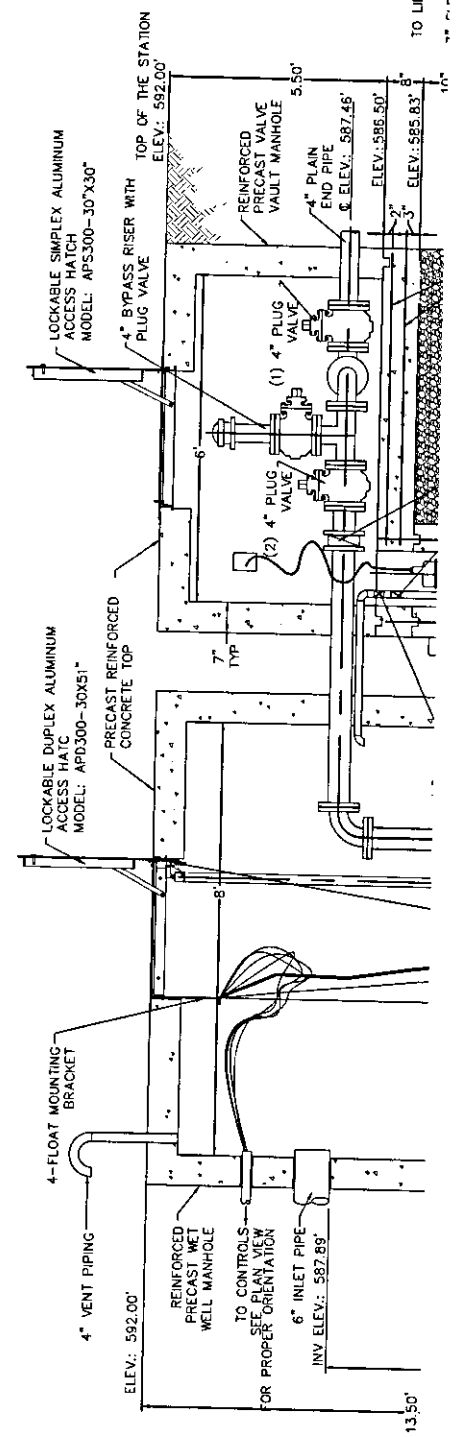 4" VENT PIPING
ELEV.: 592.00'
4-FLOAT MOUNTING
BRACKET
LOCKABLE DUPLEX ALUMINUM
ACCESS HATC
MODEL: APD300-30X51"
PRECAST REINFORCED
CONCRETE TOP
LOCKABLE SIMPLEX ALUMINUM
ACCESS HATCH
MODEL: APS300-30"X30"
4" BYPASS RISER WITH
PLUG VALVE
TOP OF THE STATION
ELEV.: 592.00'
REINFORCED
PRECAST WET
WELL MANHOLE
TO CONTROLS
SEE PLAN VIEW
FOR PROPER ORIENTATION
6" INLET PIPE
INV ELEV.: 587.89'
13.50'
8'
7"
TYP
6'
(2) 4" PLUG
VALVE
(1) 4" PLUG
VALVE
REINFORCED
PRECAST VALVE
VAULT MANHOLE
4" PLAIN
END PIPE
℄ ELEV.: 587.46'
5.50'
ELEV.: 586.50'
2"
3"
8"
ELEV.: 585.83'
10"